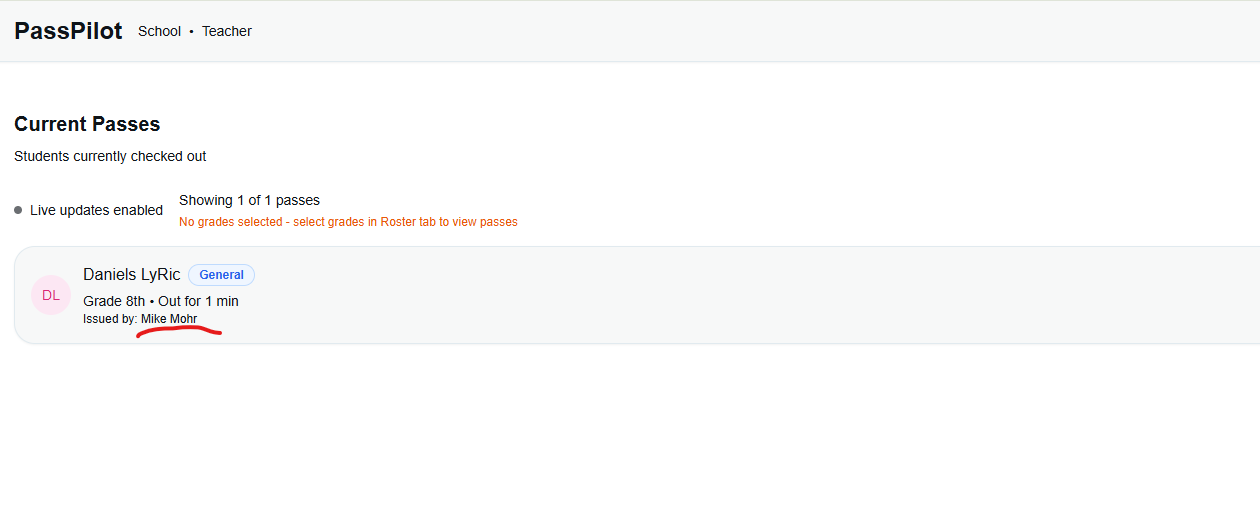 PassPilot School • Teacher
Current Passes
Students currently checked out
Live updates enabled
Showing 1 of 1 passes
No grades selected - select grades in Roster tab to view passes
DL
Daniels LyRic General
Grade 8th • Out for 1 min
Issued by: Mike Mohr